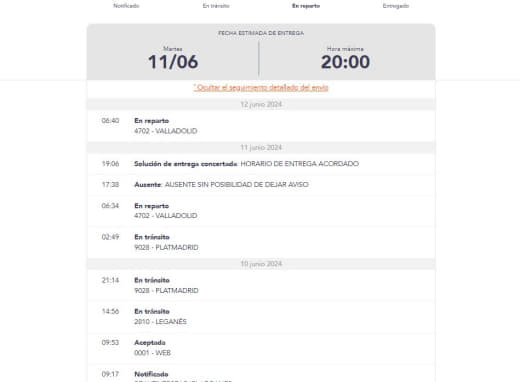 Notificado En tránsito En reparto Entregado
FECHA ESTIMADA DE ENTREGA
Martes Hora máxima
11/06 20:00
Ocultar el seguimiento detallado del envío
12 junio 2024
06:40 En reparto
4702 - VALLADOLID
11 junio 2024
19:06 Solución de entrega concertada: HORARIO DE ENTREGA ACORDADO
17:38 Ausente: AUSENTE SIN POSIBILIDAD DE DEJAR AVISO
06:34 En reparto
4702 - VALLADOLID
02:49 En tránsito
9028 - PLATMADRID
10 junio 2024
21:14 En tránsito
9028 - PLATMADRID
14:56 En tránsito
2810 - LEGANÉS
09:53 Aceptada
0001 - WEB
09:17 Notificado